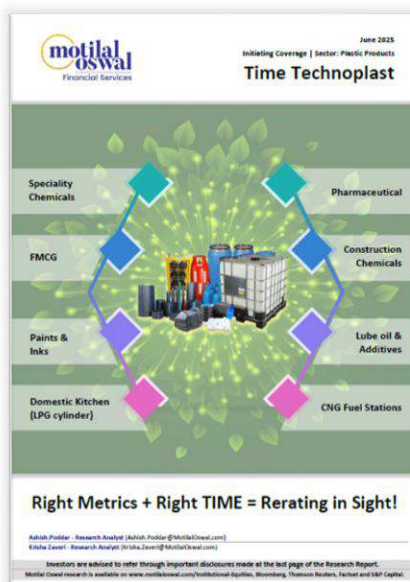 motilal
oswal
Financial Services
June 2025
Initiating Coverage | Sector: Plastic Products
Time Technoplast
Speciality
Chemicals
Pharmaceutical
FMCG
Construction
Chemicals
Paints &
Inks
Lube oil &
Additives
Domestic Kitchen
(LPG cylinder)
CNG Fuel Stations
Right Metrics + Right TIME = Rerating in Sight!
Ashish.Poddar - Research Analyst (Ashish.Poddar@MotilalOswal.com)
Krisha Zaveri - Research Analyst (Krisha.Zaveri@MotilalOswal.com)
Investors are advised to refer through important disclosures made at the last page of the Research Report.
Motilal Oswal research is available on www.motilaloswal.com/Institutional-Equities, Bloomberg, Thomson Reuters, Factset and S&P Capital.